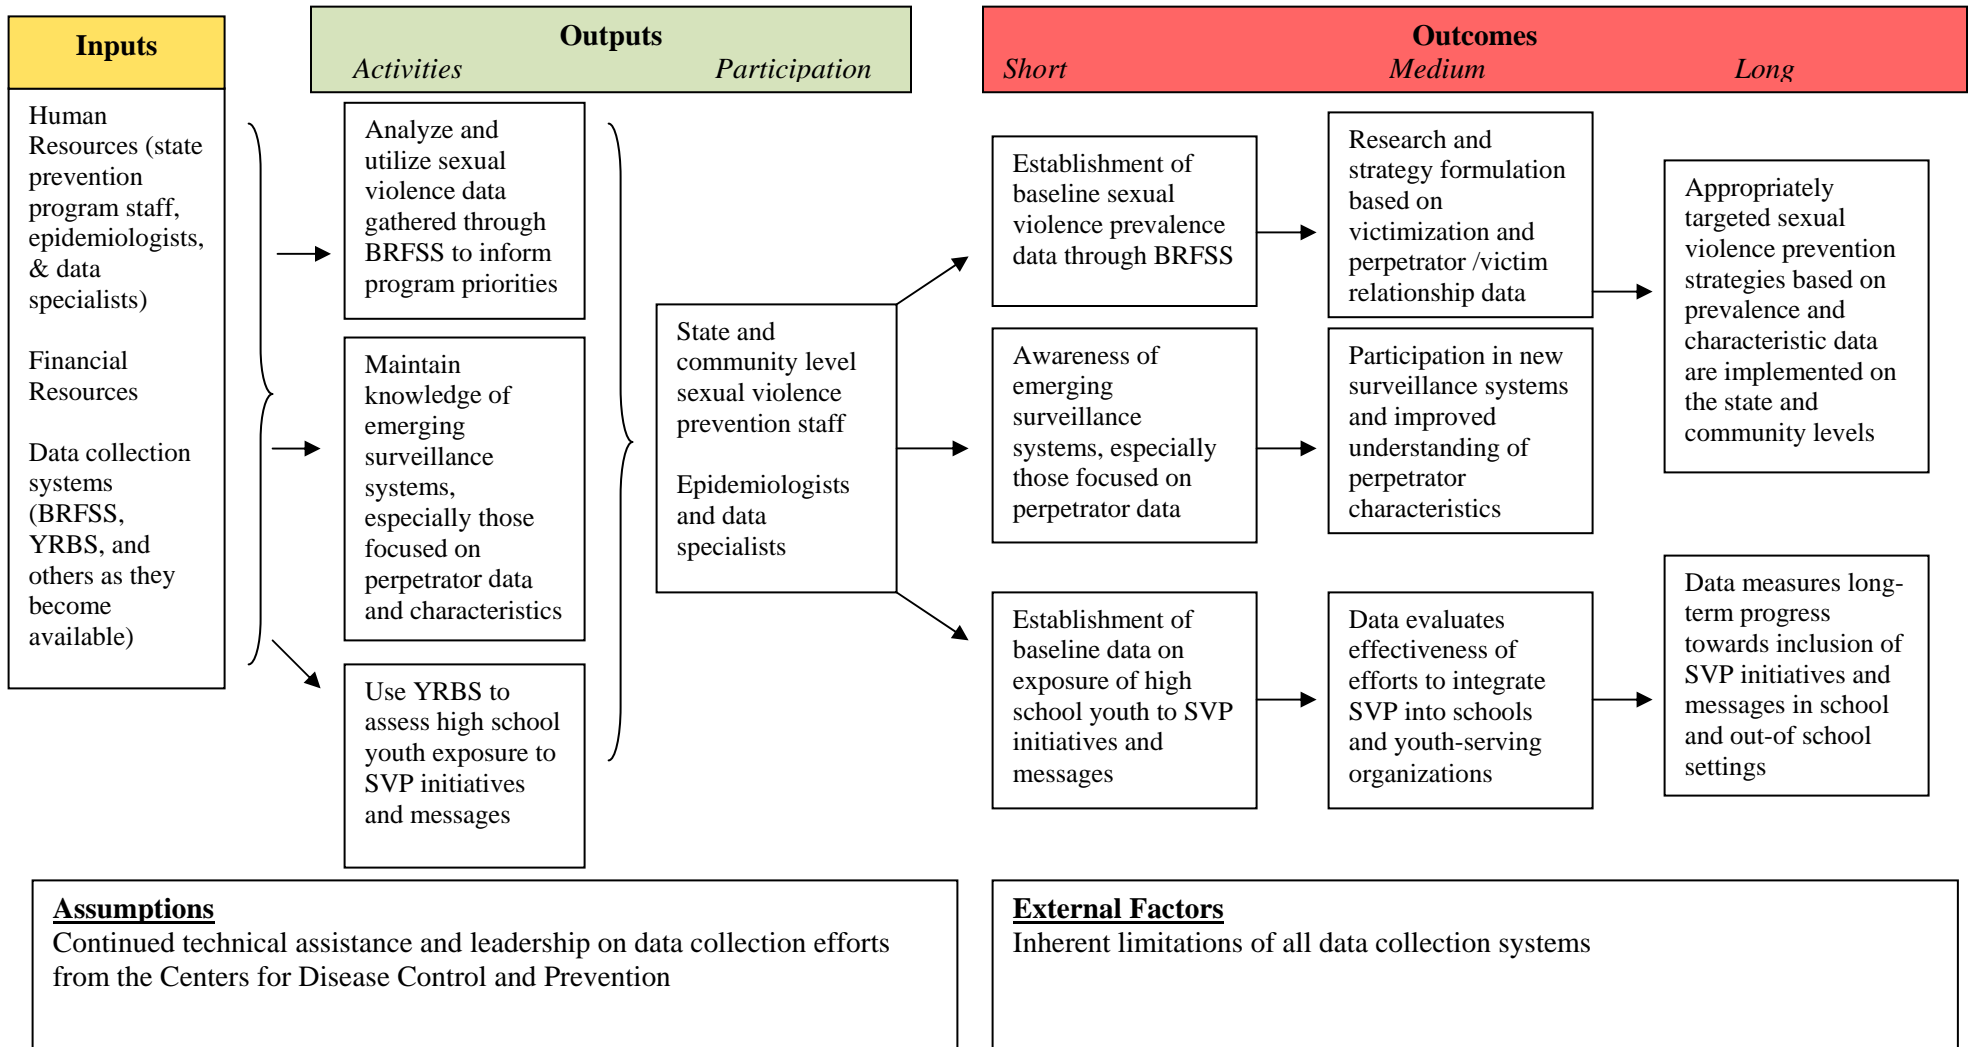 Inputs
Outputs
Activities
Participation
Outcomes
Short
Medium
Long
Human
Resources (state
prevention
program staff,
epidemiologists,
& data
specialists)
Financial
Resources
Data collection
systems
(BRFSS,
YRBS, and
others as they
become
available)
Analyze and
utilize sexual
violence data
gathered through
BRFSS to inform
program priorities
Maintain
knowledge of
emerging
surveillance
systems,
especially those
focused on
perpetrator data
and characteristics
Use YRBS to
assess high school
youth exposure to
SVP initiatives
and messages
State and
community level
sexual violence
prevention staff
Epidemiologists
and data
specialists
Establishment of
baseline sexual
violence prevalence
data through BRFSS
Awareness of
emerging
surveillance
systems, especially
those focused on
perpetrator data
Establishment of
baseline data on
exposure of high
school youth to SVP
initiatives and
messages
Research and
strategy formulation
based on
victimization and
perpetrator /victim
relationship data
Participation in new
surveillance systems
and improved
understanding of
perpetrator
characteristics
Data evaluates
effectiveness of
efforts to integrate
SVP into schools
and youth-serving
organizations
Appropriately
targeted sexual
violence prevention
strategies based on
prevalence and
characteristic data
are implemented on
the state and
community levels
Data measures long-
term progress
towards inclusion of
SVP initiatives and
messages in school
and out-of school
settings
Assumptions
Continued technical assistance and leadership on data collection efforts
from the Centers for Disease Control and Prevention
External Factors
Inherent limitations of all data collection systems